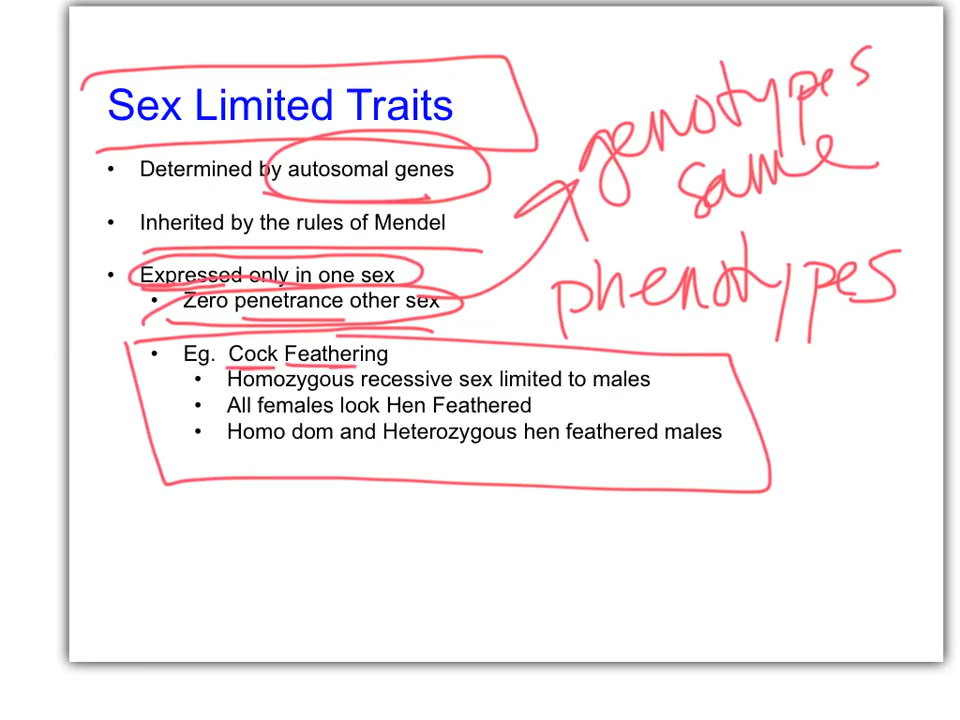 Sex Limited Traits
• Determined by autosomal genes
• Inherited by the rules of Mendel
• Expressed only in one sex
• Zero penetrance other sex
• Eg. Cock Feathering
• Homozygous recessive sex limited to males
• All females look Hen Feathered
• Homo dom and Heterozygous hen feathered males
genotypes
same
phenotypes